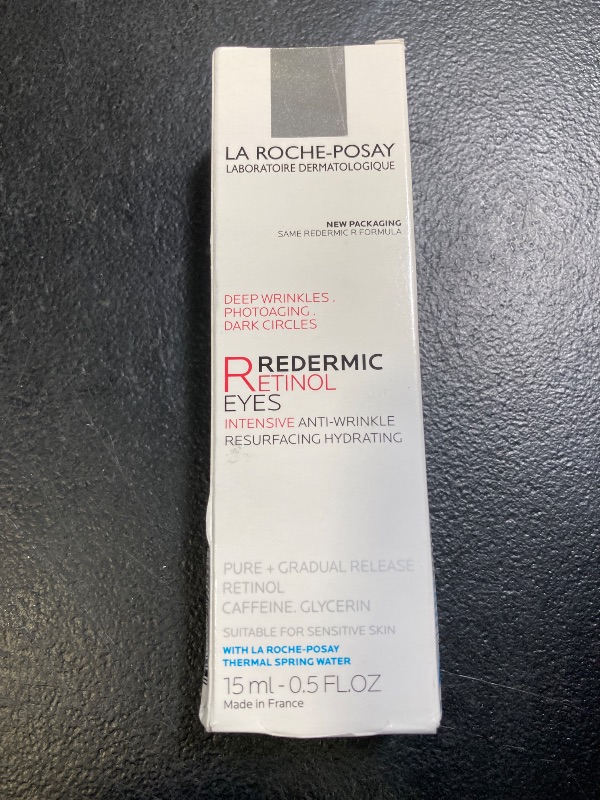 LA ROCHE-POSAY
LABORATOIRE DERMATOLOGIQUE
NEW PACKAGING
SAME REDERMIC R FORMULA
DEEP WRINKLES .
PHOTOAGING .
DARK CIRCLES
REDERMIC
RETINOL
EYES
INTENSIVE ANTI-WRINKLE
RESURFACING HYDRATING
PURE + GRADUAL RELEASE
RETINOL
CAFFEINE. GLYCERIN
SUITABLE FOR SENSITIVE SKIN
WITH LA ROCHE-POSAY
THERMAL SPRING WATER
15 ml - 0.5 FL.OZ
Made in France